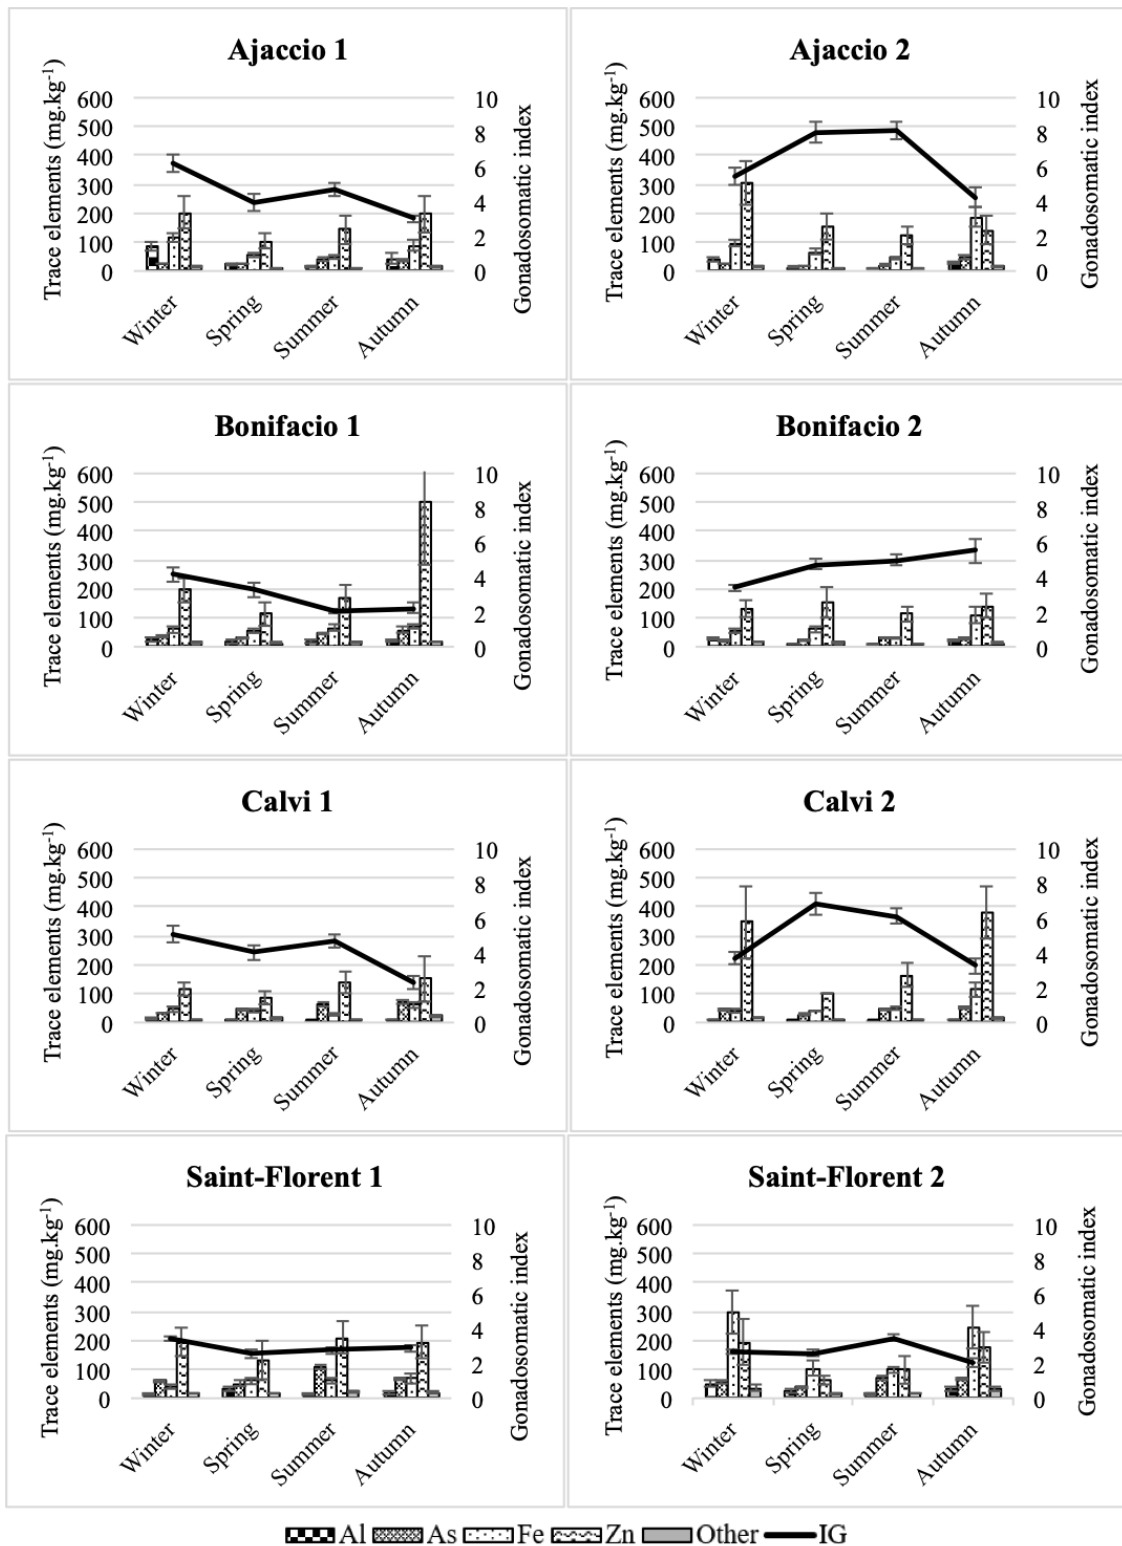 Ajaccio 1
Trace elements (mg.kg-1)
600
500
400
300
200
100
0
10
8
6
4
2
0
Gonadosomatic index
Winter
Spring
Summer
Autumn
Ajaccio 2
Trace elements (mg.kg-1)
600
500
400
300
200
100
0
10
8
6
4
2
0
Gonadosomatic index
Winter
Spring
Summer
Autumn
Bonifacio 1
Trace elements (mg.kg-1)
600
500
400
300
200
100
0
10
8
6
4
2
0
Gonadosomatic index
Winter
Spring
Summer
Autumn
Bonifacio 2
Trace elements (mg.kg-1)
600
500
400
300
200
100
0
10
8
6
4
2
0
Gonadosomatic index
Winter
Spring
Summer
Autumn
Calvi 1
Trace elements (mg.kg-1)
600
500
400
300
200
100
0
10
8
6
4
2
0
Gonadosomatic index
Winter
Spring
Summer
Autumn
Calvi 2
Trace elements (mg.kg-1)
600
500
400
300
200
100
0
10
8
6
4
2
0
Gonadosomatic index
Winter
Spring
Summer
Autumn
Saint-Florent 1
Trace elements (mg.kg-1)
600
500
400
300
200
100
0
10
8
6
4
2
0
Gonadosomatic index
Winter
Spring
Summer
Autumn
Saint-Florent 2
Trace elements (mg.kg-1)
600
500
400
300
200
100
0
10
8
6
4
2
0
Gonadosomatic index
Winter
Spring
Summer
Autumn
Al As Fe Zn Other IG